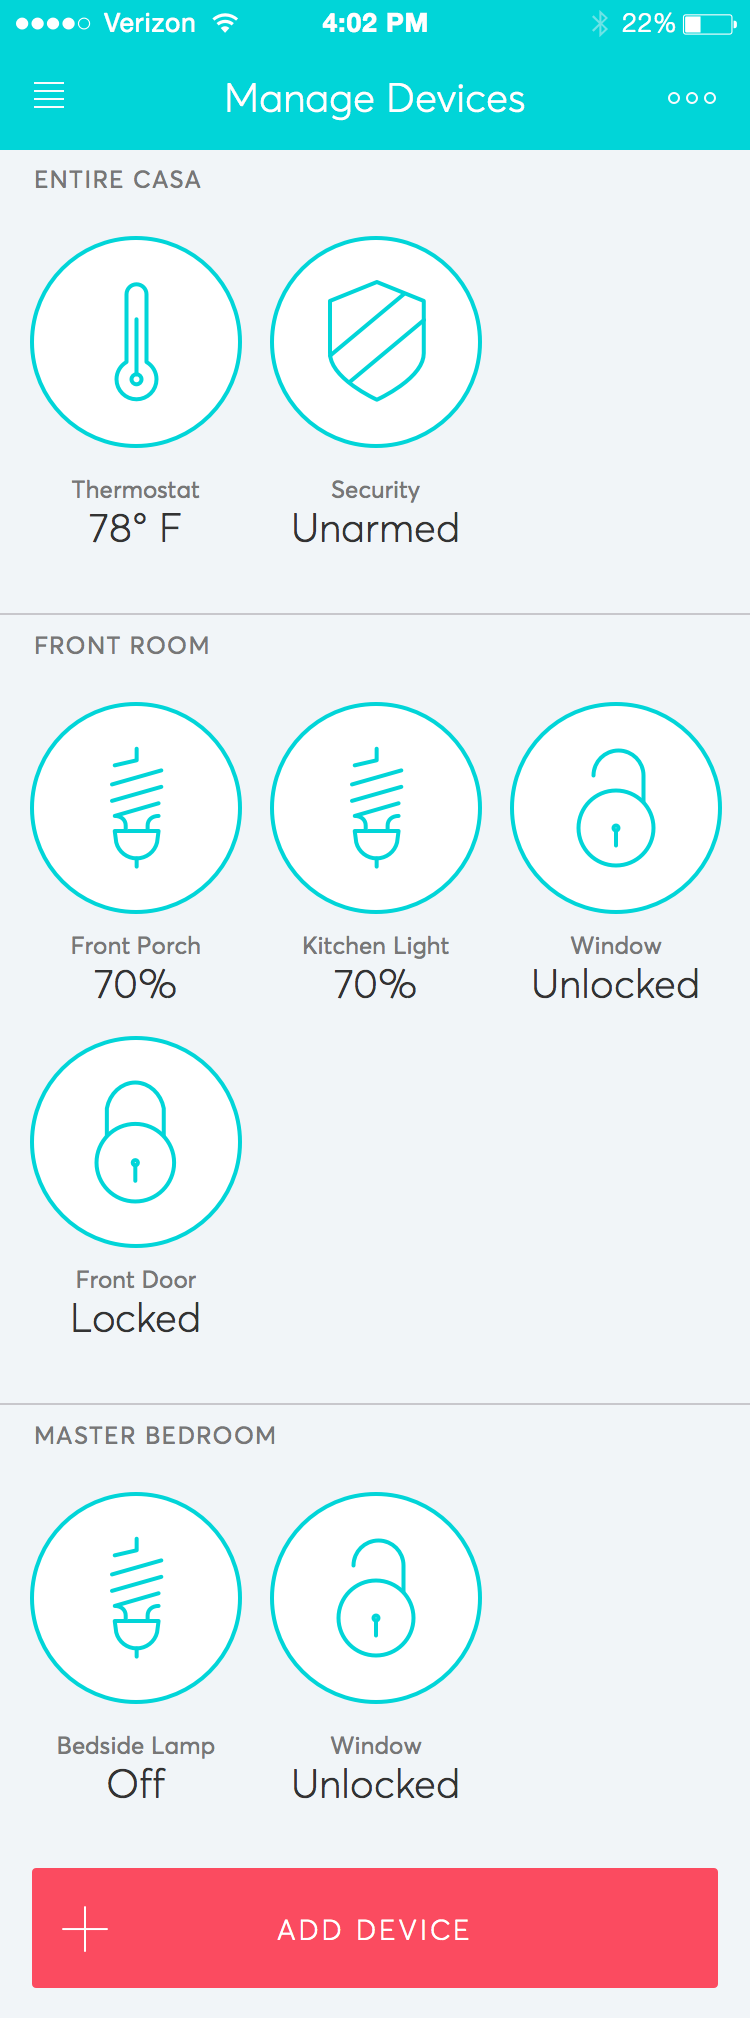 Verizon 4:02 PM 22%
Manage Devices
ENTIRE CASA
Thermostat Security
78° F Unarmed
FRONT ROOM
Front Porch Kitchen Light Window
70% 70% Unlocked
Front Door
Locked
MASTER BEDROOM
Bedside Lamp Window
Off Unlocked
ADD DEVICE